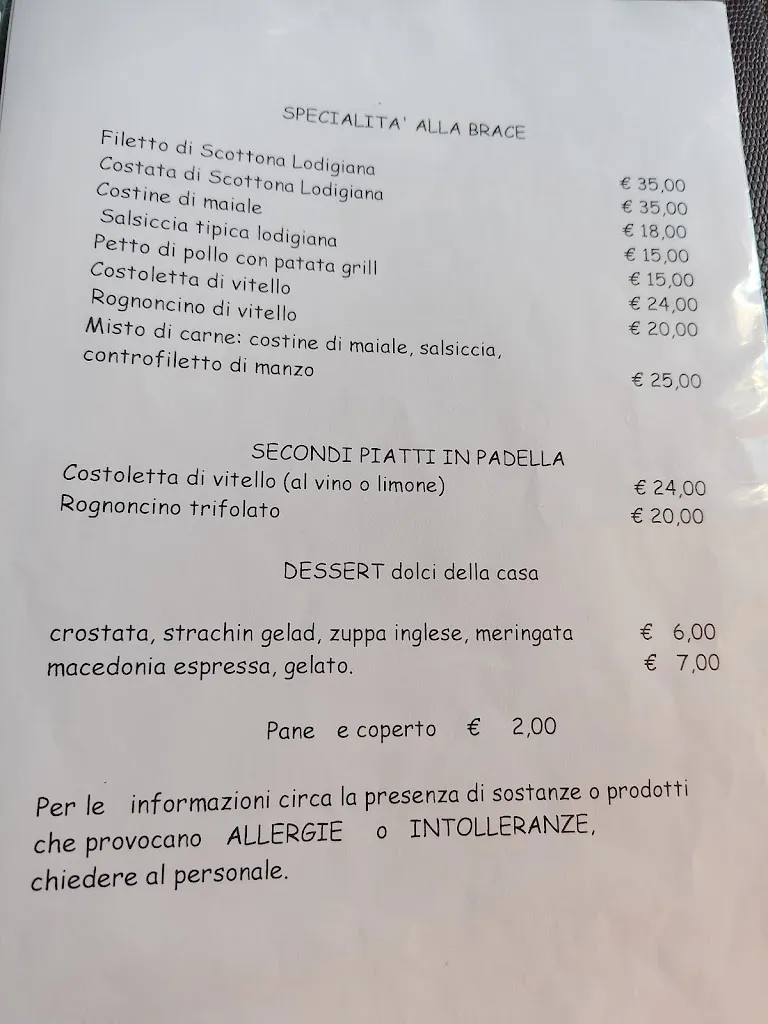 SPECIALITA' ALLA BRACE
Filetto di Scottona Lodigiana € 35,00
Costata di Scottona Lodigiana € 35,00
Costine di maiale € 18,00
Salsiccia tipica lodigiana € 15,00
Petto di pollo con patata grill € 15,00
Costoletta di vitello € 24,00
Rognoncino di vitello € 20,00
Misto di carne: costine di maiale, salsiccia,
controfiletto di manzo € 25,00
SECONDI PIATTI IN PADELLA
Costoletta di vitello (al vino o limone) € 24,00
Rognoncino trifolato € 20,00
DESSERT dolci della casa
crostata, strachin gelad, zuppa inglese, meringata € 6,00
macedonia espressa, gelato. € 7,00
Pane e coperto € 2,00
Per le informazioni circa la presenza di sostanze o prodotti
che provocano ALLERGIE o INTOLLERANZE,
chiedere al personale.